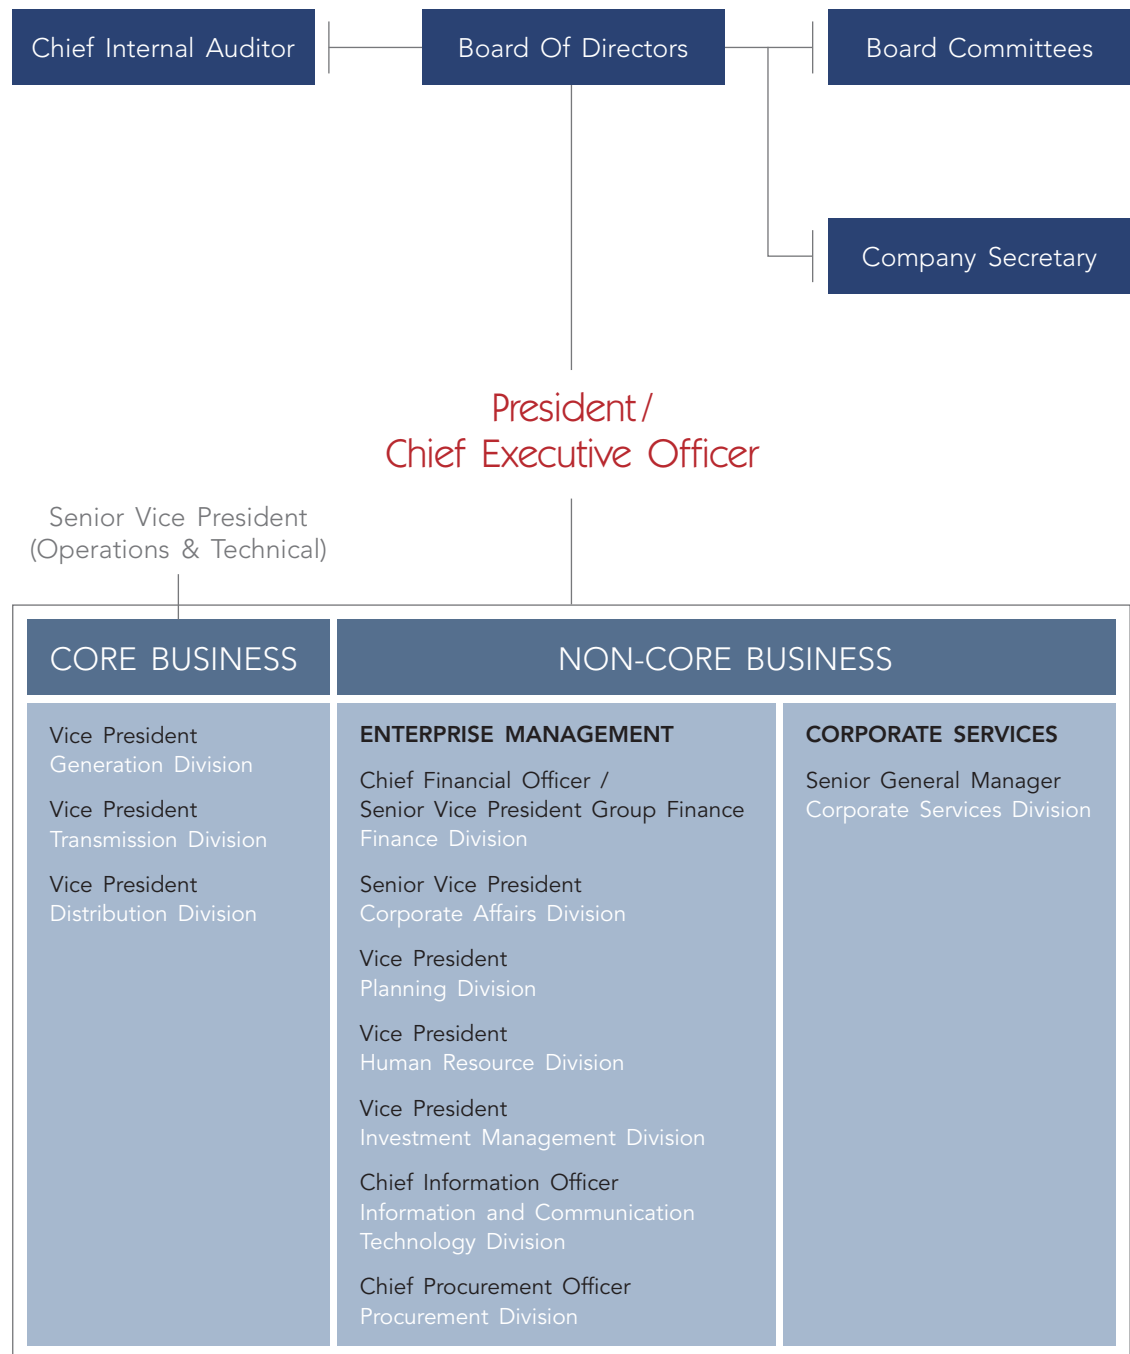 Chief Internal Auditor
Board Of Directors
Board Committees
Company Secretary
President /
Chief Executive Officer
Senior Vice President
(Operations & Technical)
CORE BUSINESS
NON-CORE BUSINESS
Vice President
Generation Division
Vice President
Transmission Division
Vice President
Distribution Division
ENTERPRISE MANAGEMENT
Chief Financial Officer /
Senior Vice President Group Finance
Finance Division
Senior Vice President
Corporate Affairs Division
Vice President
Planning Division
Vice President
Human Resource Division
Vice President
Investment Management Division
Chief Information Officer
Information and Communication
Technology Division
Chief Procurement Officer
Procurement Division
CORPORATE SERVICES
Senior General Manager
Corporate Services Division